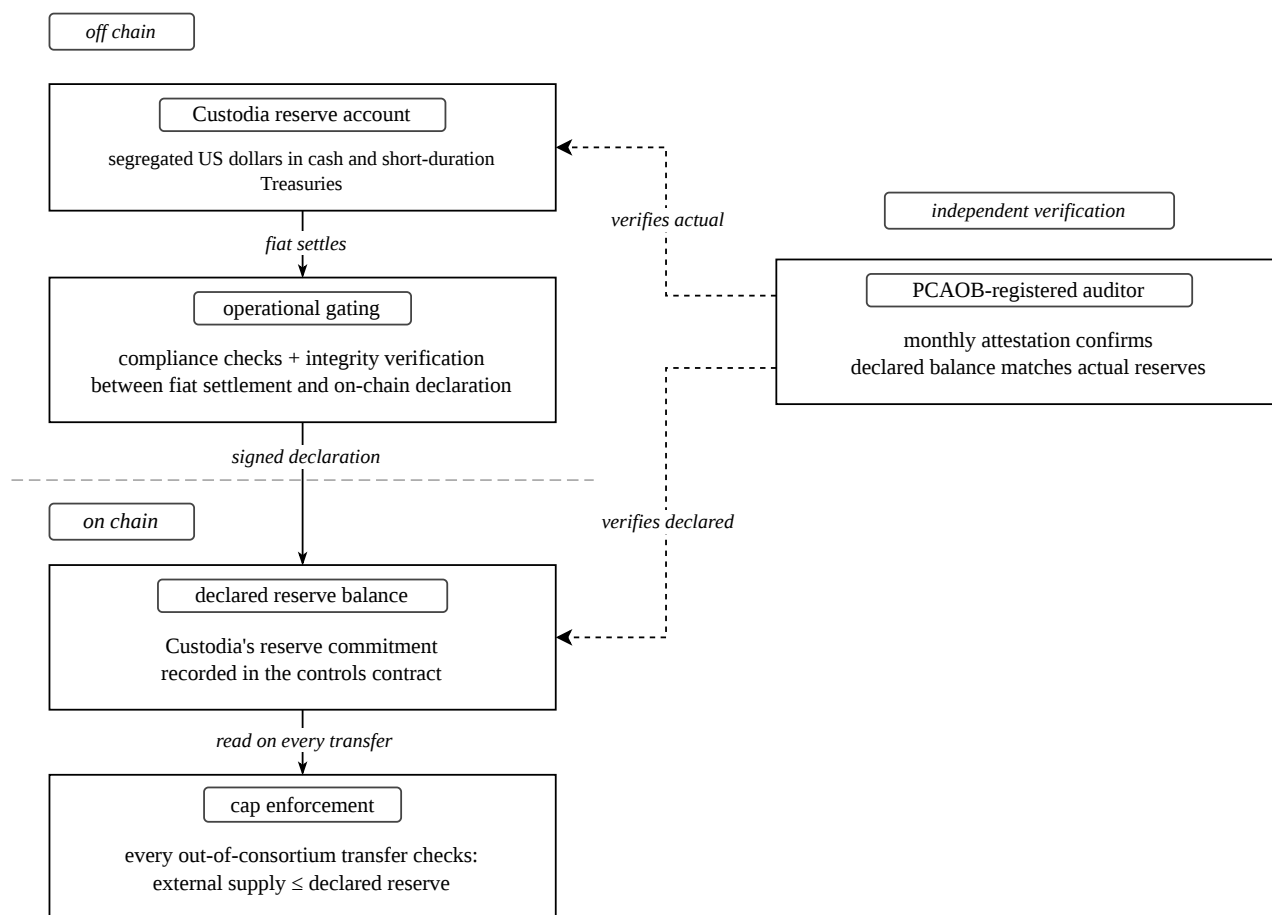 off chain
Custodia reserve account
segregated US dollars in cash and short-duration
Treasuries
fiat settles
operational gating
compliance checks + integrity verification
between fiat settlement and on-chain declaration
signed declaration
on chain
declared reserve balance
Custodia's reserve commitment
recorded in the controls contract
read on every transfer
cap enforcement
every out-of-consortium transfer checks:
external supply ≤ declared reserve
verifies actual
verifies declared
independent verification
PCAOB-registered auditor
monthly attestation confirms
declared balance matches actual reserves